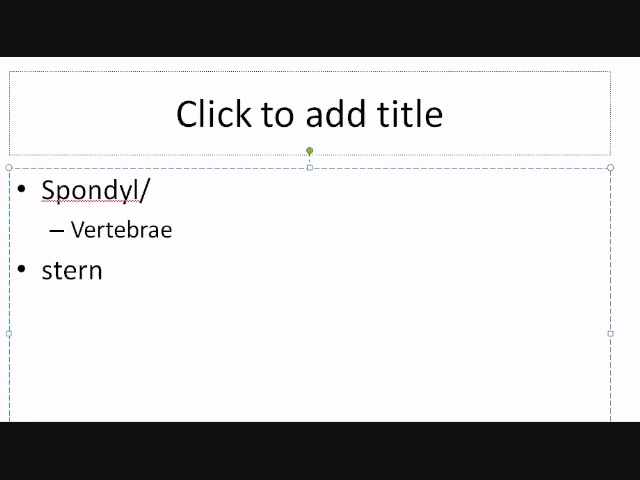 Click to add title
• Spondyl/
– Vertebrae
• stern